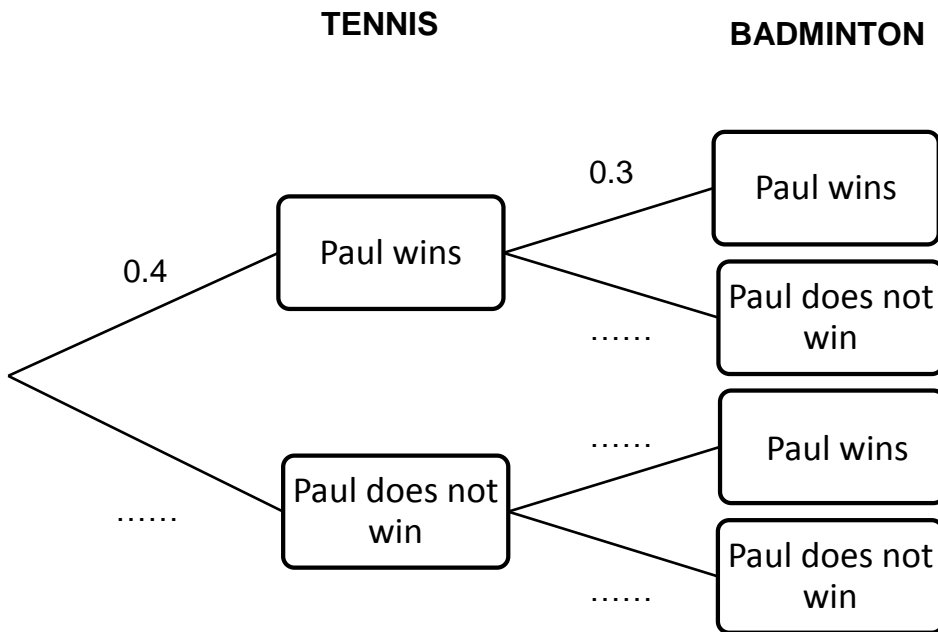 TENNIS
BADMINTON
0.3
Paul wins
Paul wins
0.4
Paul does not
win
......
......
Paul wins
Paul does not
win
......
Paul does not
win
......